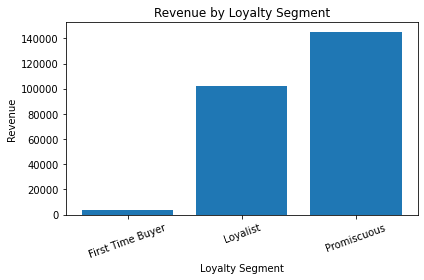 Revenue by Loyalty Segment
140000
120000
100000
80000
60000
40000
20000
0
Revenue
First Time Buyer
Loyalist
Promiscuous
Loyalty Segment